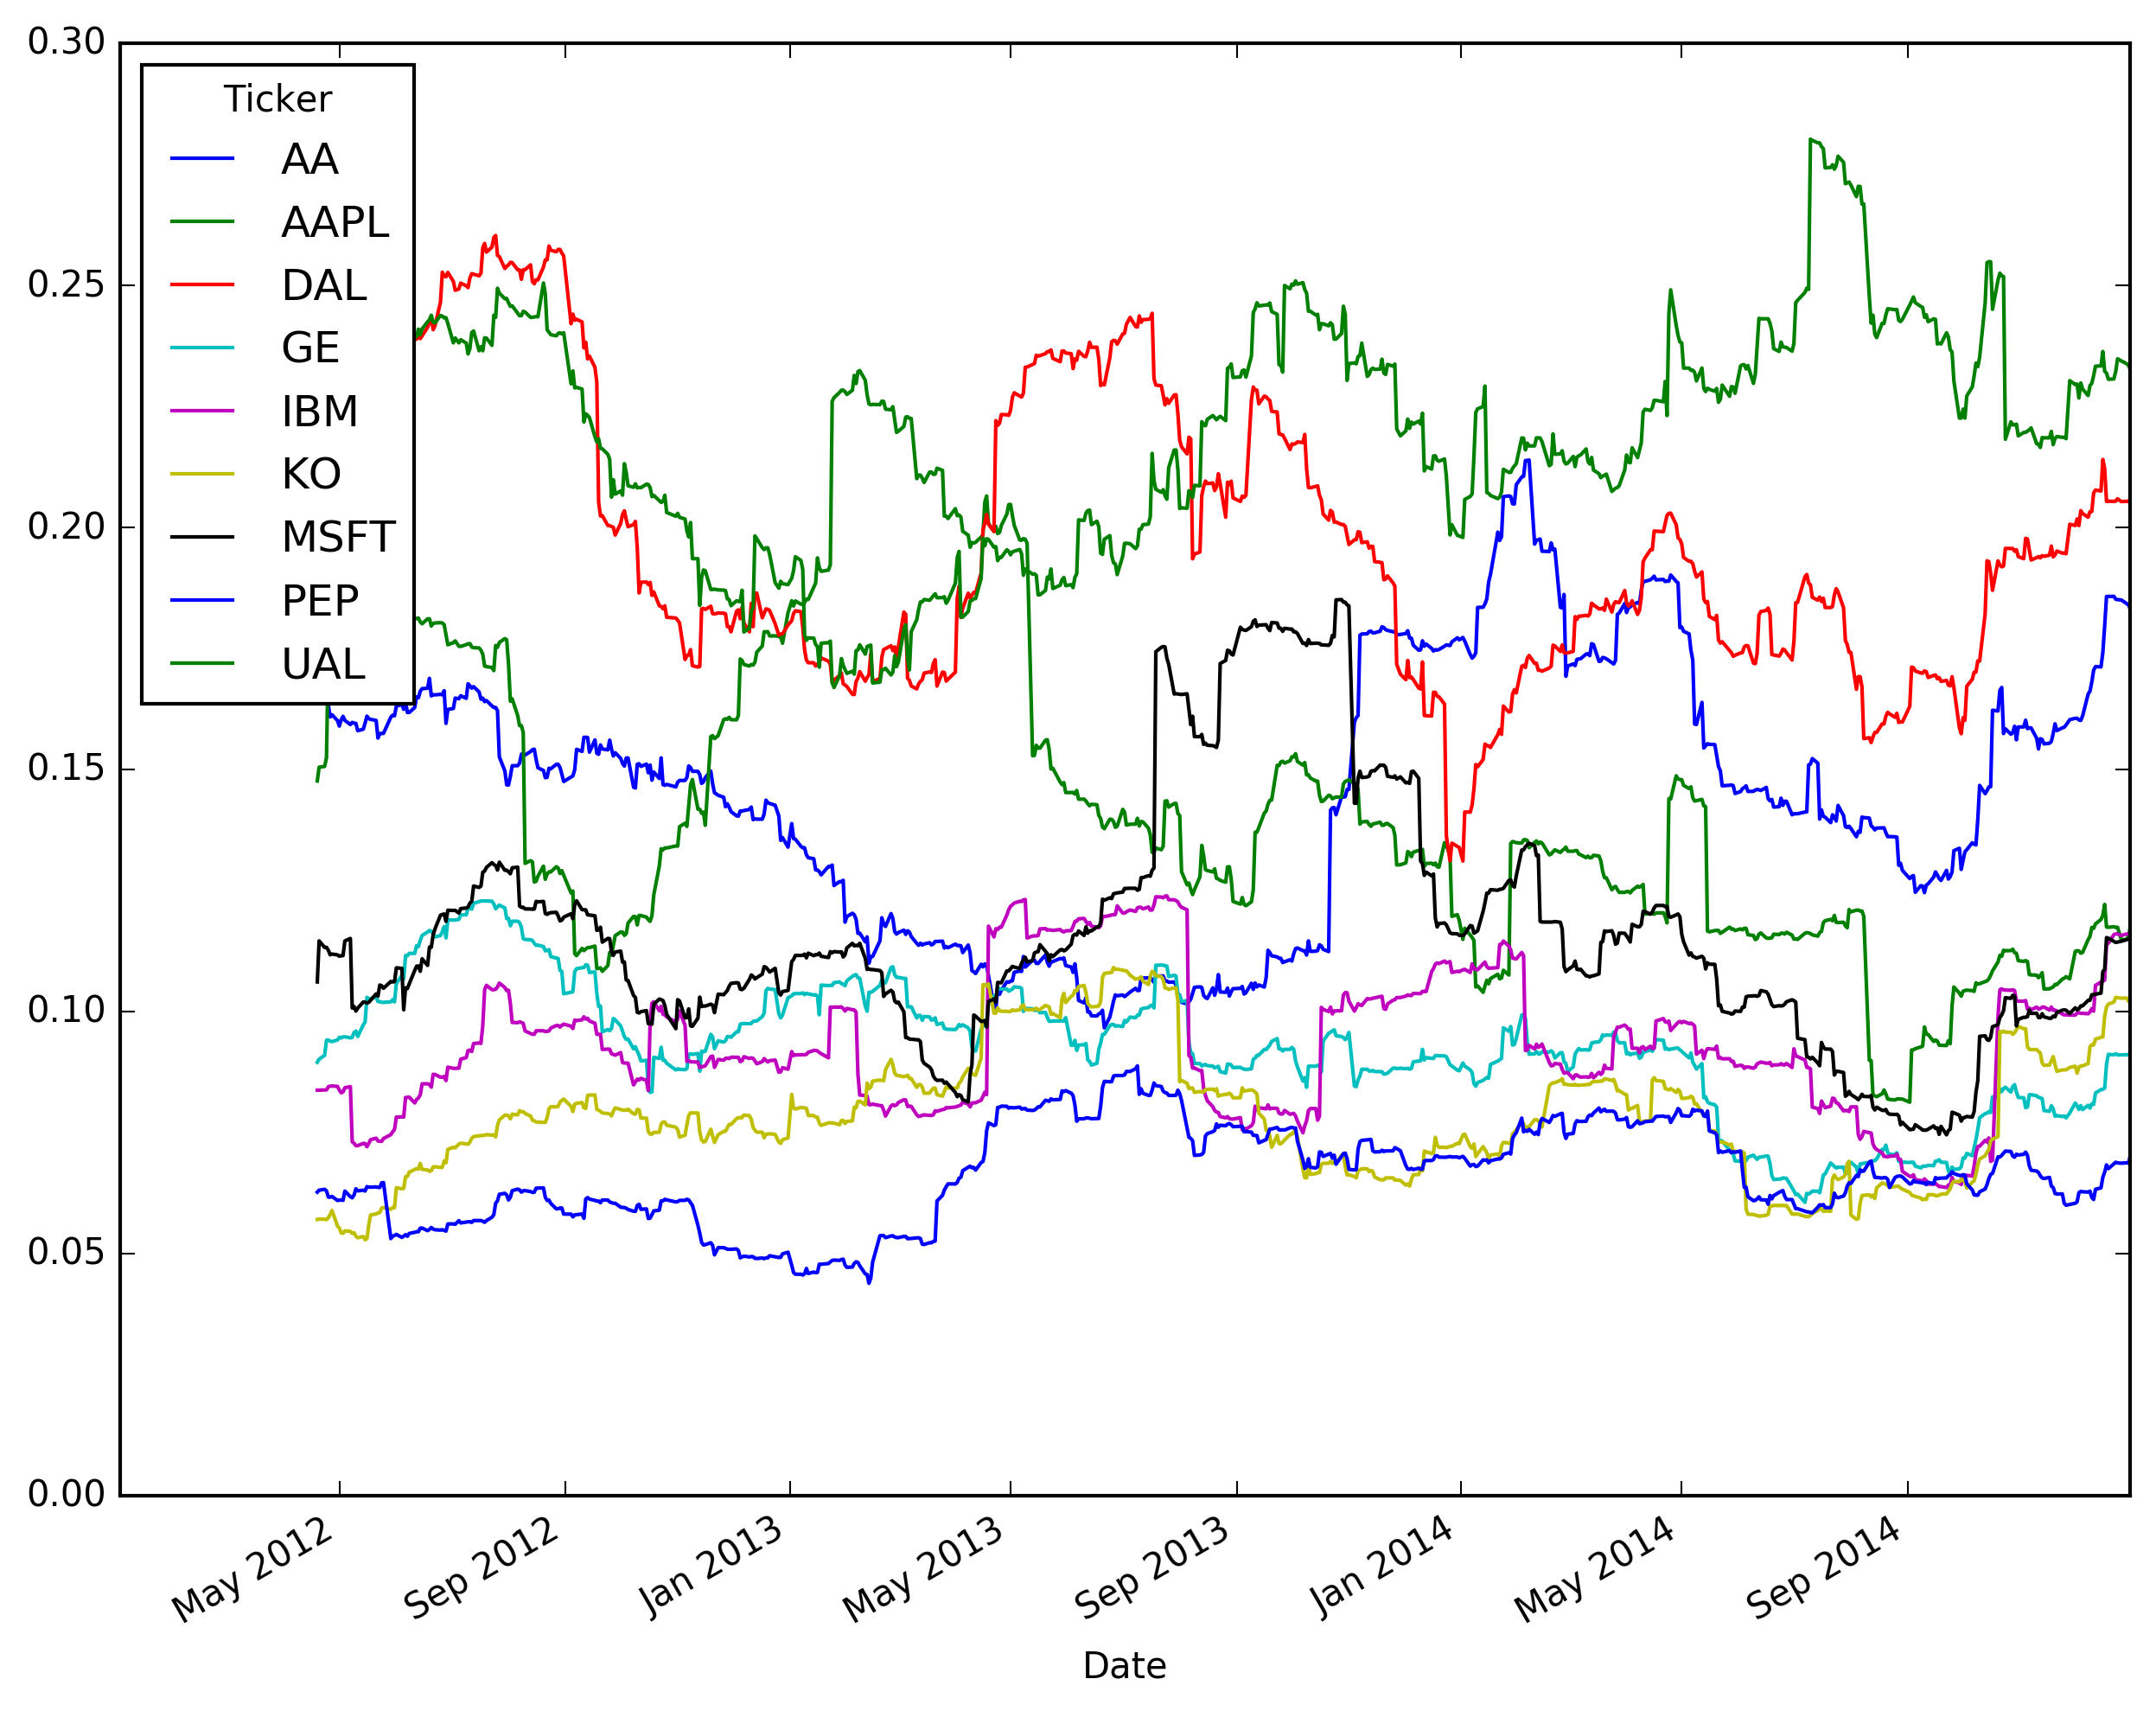 0.30
0.25
0.20
0.15
0.10
0.05
0.00
Ticker
AA
AAPL
DAL
GE
IBM
KO
MSFT
PEP
UAL
May 2012
Sep 2012
Jan 2013
May 2013
Sep 2013
Jan 2014
May 2014
Sep 2014
Date